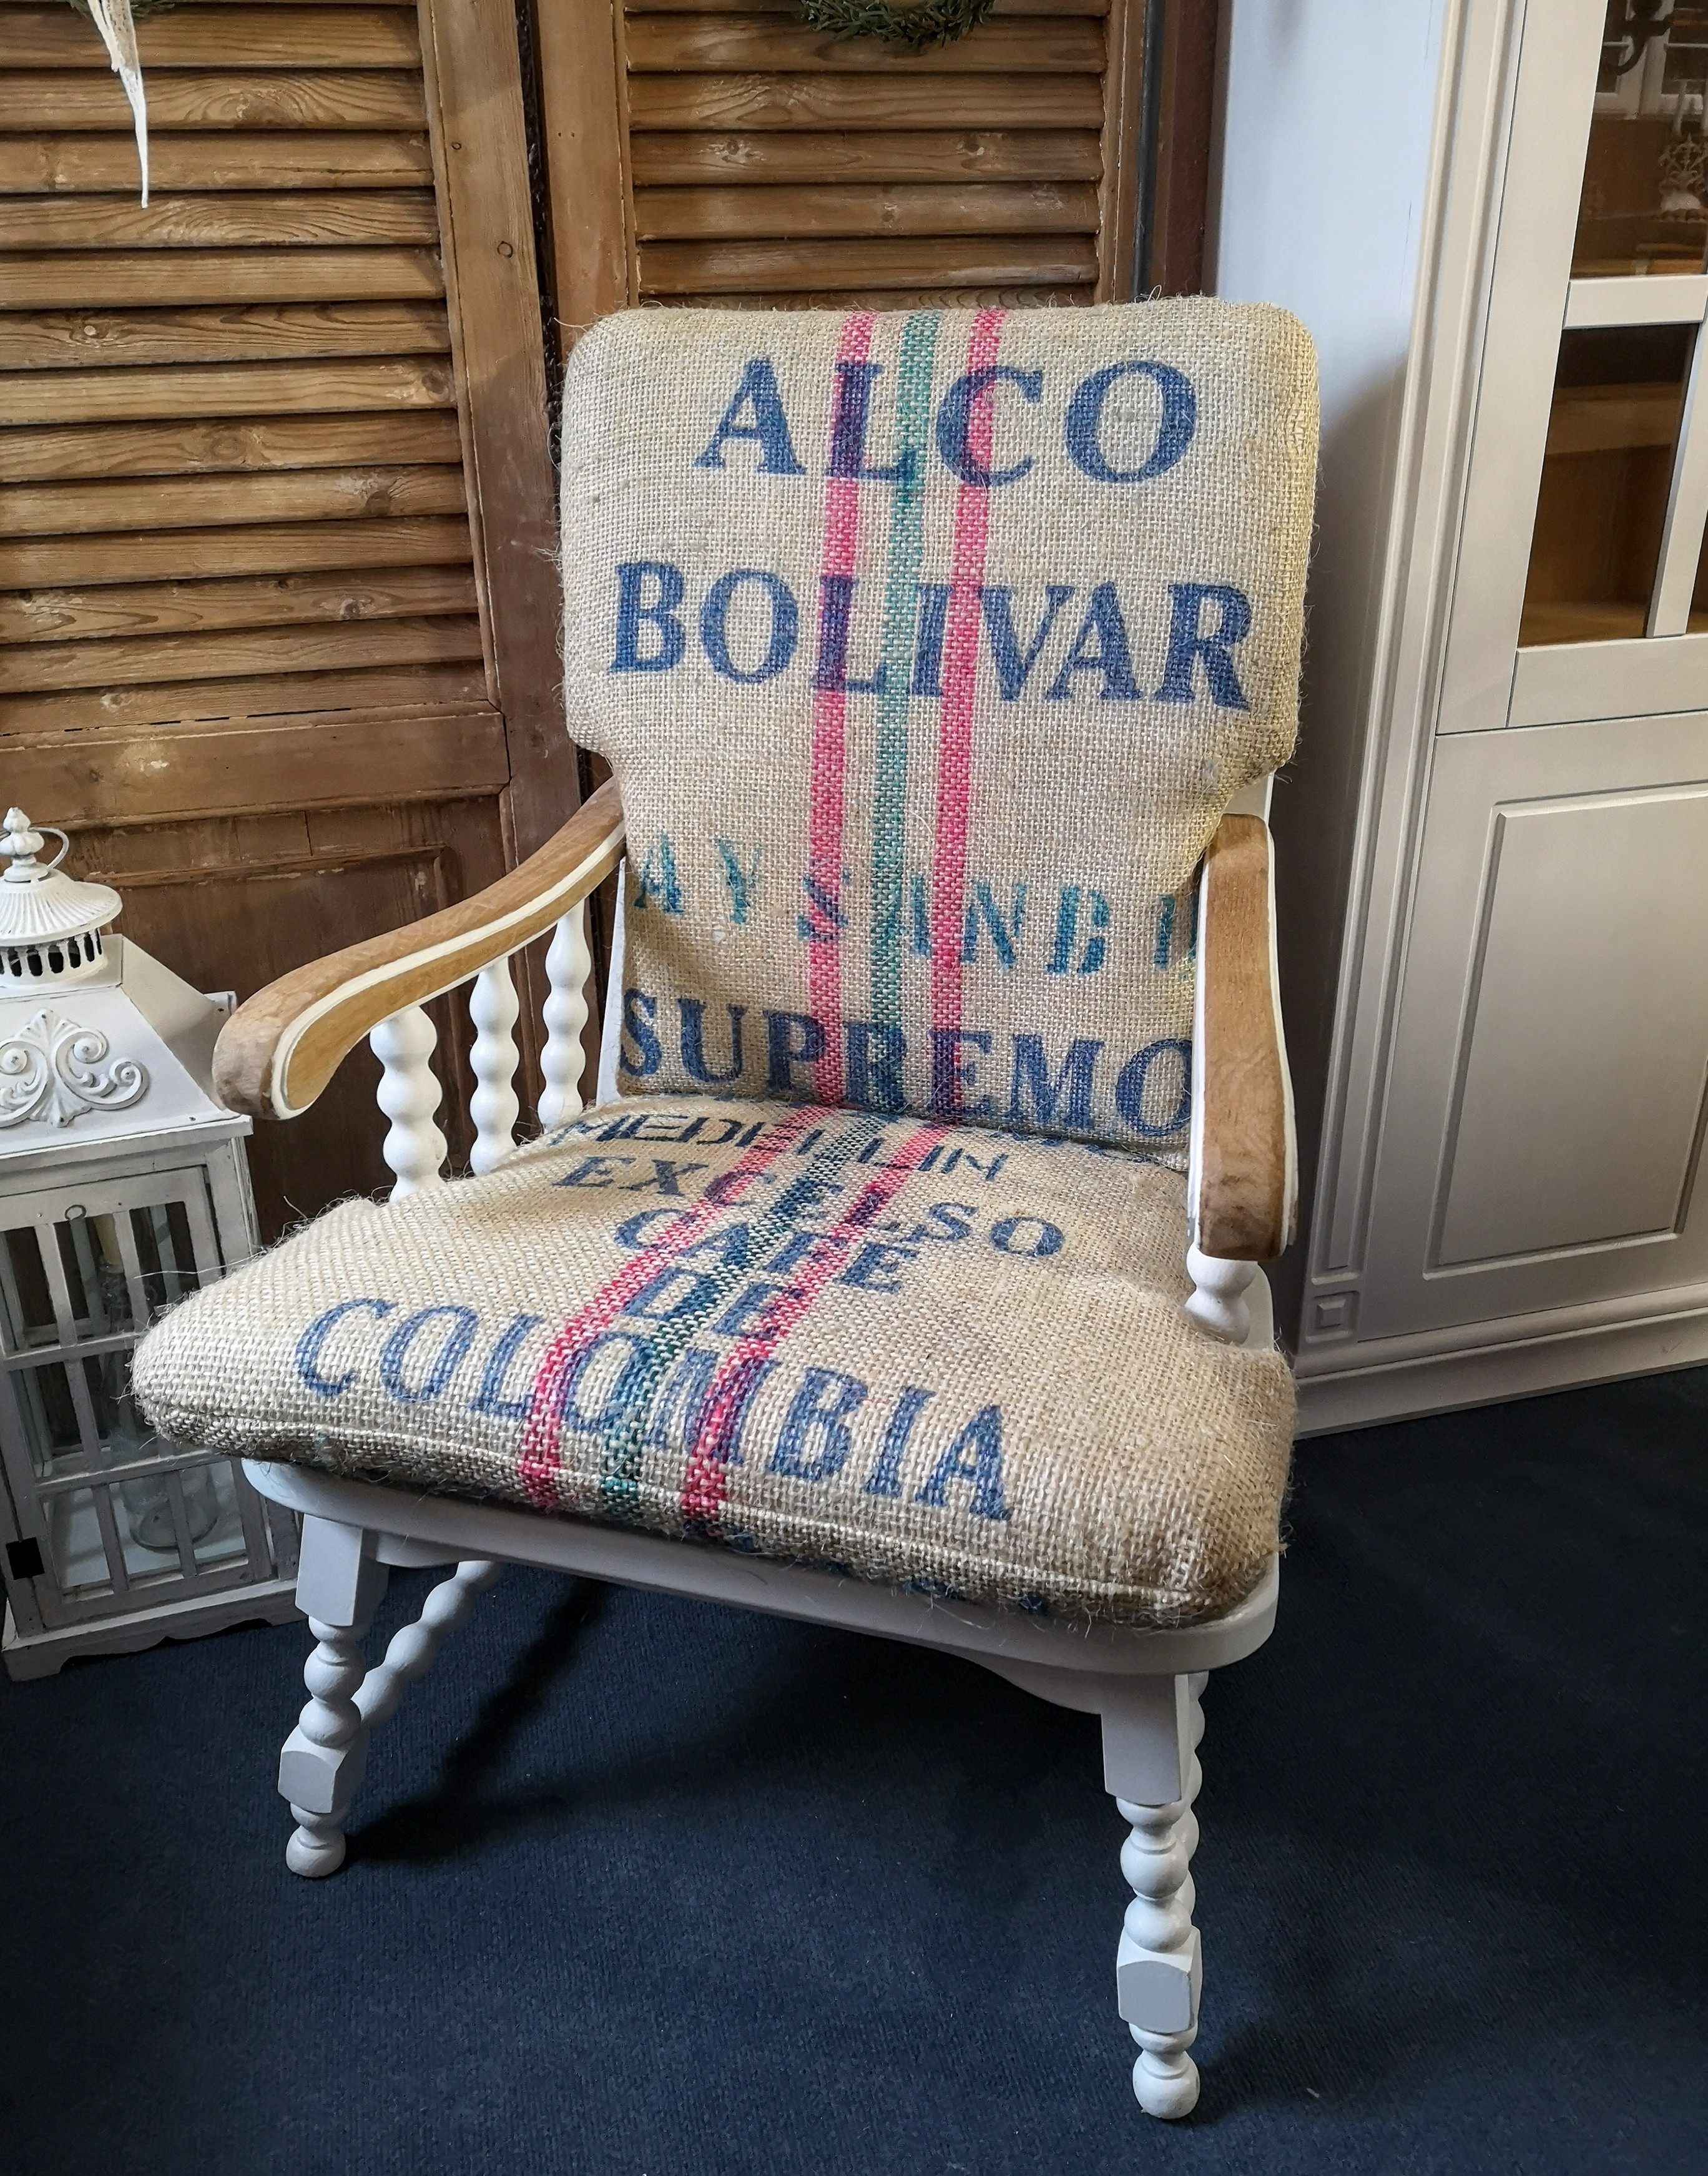 ALCO
BOLIVAR
SUPREMO
MEDELLIN
EXCELSO
CAFE
DE
COLOMBIA